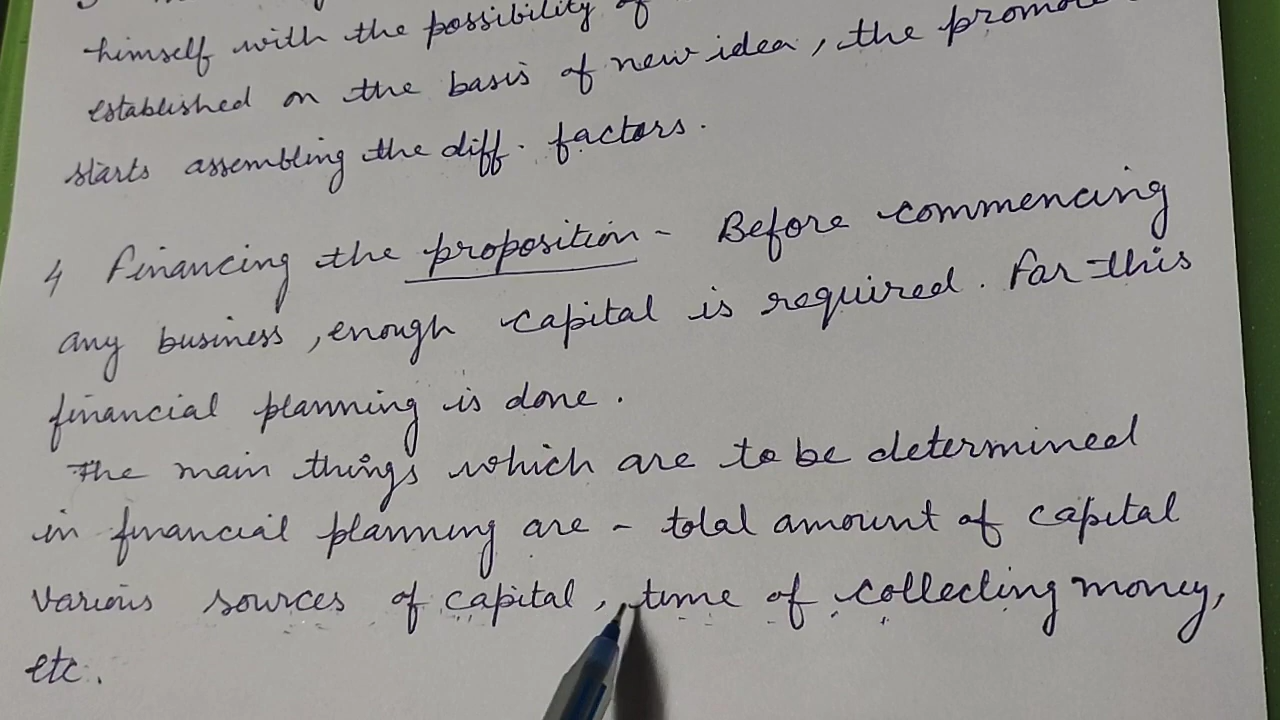 himself with the possibility of
established on the basis of new idea, the promo
starts assembling the diff. factors.
4 Financing the proposition - Before commencing
any business, enough capital is required. For this
financial planning is done.
The main things which are to be determined
in financial planning are - total amount of capital
various sources of capital, time of collecting money,
etc.